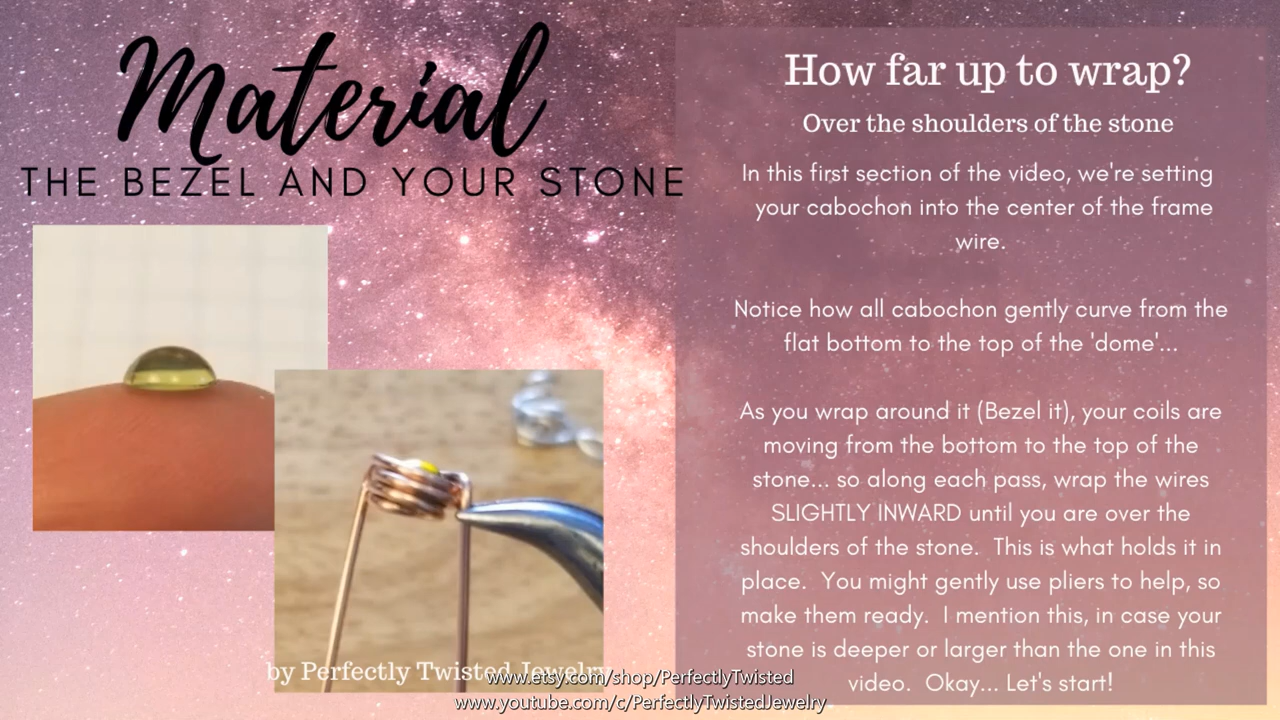 Material
THE BEZEL AND YOUR STONE
How far up to wrap?
Over the shoulders of the stone
In this first section of the video, we're setting
your cabochon into the center of the frame
wire.
Notice how all cabochon gently curve from the
flat bottom to the top of the 'dome'...
As you wrap around it (Bezel it), your coils are
moving from the bottom to the top of the
stone... so along each pass, wrap the wires
SLIGHTLY INWARD until you are over the
shoulders of the stone. This is what holds it in
place. You might gently use pliers to help, so
make them ready. I mention this, in case your
stone is deeper or larger than the one in this
video. Okay... Let's start!
by Perfectly Twisted Jewelry
www.etsy.com/shop/PerfectlyTwisted
www.youtube.com/c/PerfectlyTwistedJewelry